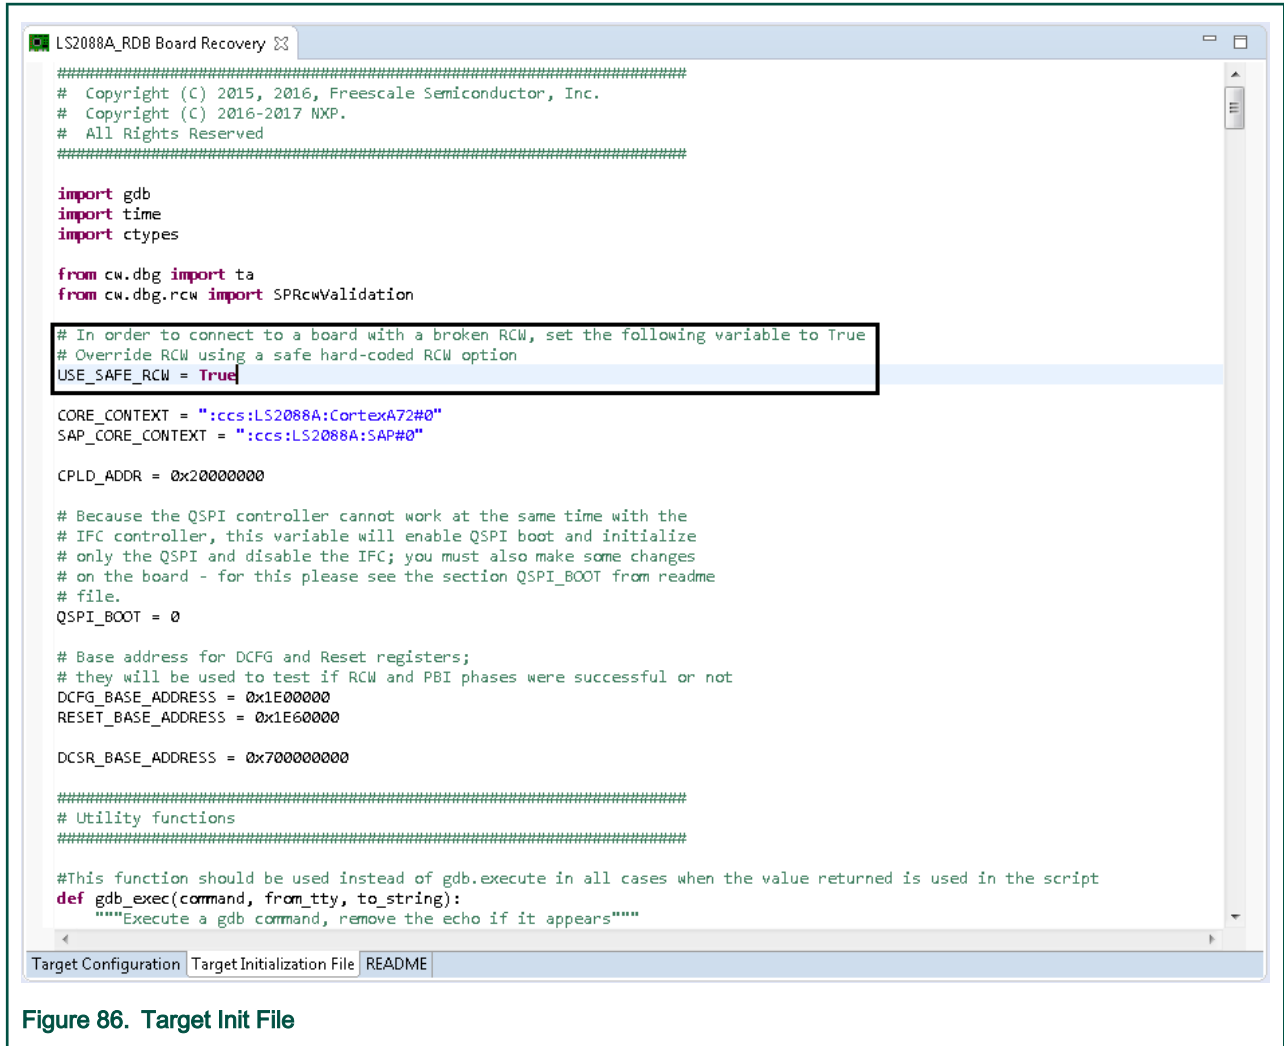 LS2088A_RDB Board Recovery
####################################################################
#  Copyright (C) 2015, 2016, Freescale Semiconductor, Inc.
#  Copyright (C) 2016-2017 NXP.
#  All Rights Reserved
####################################################################
import gdb
import time
import ctypes
from cw.dbg import ta
from cw.dbg.rcw import SPRcwValidation
# In order to connect to a board with a broken RCW, set the following variable to True
# Override RCW using a safe hard-coded RCW option
USE_SAFE_RCW = True
CORE_CONTEXT = ":ccs:LS2088A:CortexA72#0"
SAP_CORE_CONTEXT = ":ccs:LS2088A:SAP#0"
CPLD_ADDR = 0x20000000
# Because the QSPI controller cannot work at the same time with the
# IFC controller, this variable will enable QSPI boot and initialize
# only the QSPI and disable the IFC; you must also make some changes
# on the board - for this please see the section QSPI_BOOT from readme
# file.
QSPI_BOOT = 0
# Base address for DCFG and Reset registers;
# they will be used to test if RCW and PBI phases were successful or not
DCFG_BASE_ADDRESS = 0x1E00000
RESET_BASE_ADDRESS = 0x1E60000
DCSR_BASE_ADDRESS = 0x700000000
####################################################################
# Utility functions
####################################################################
#This function should be used instead of gdb.execute in all cases when the value returned is used in the script
def gdb_exec(command, from_tty, to_string):
    """Execute a gdb command, remove the echo if it appears"""
Target Configuration Target Initialization File README
Figure 86. Target Init File